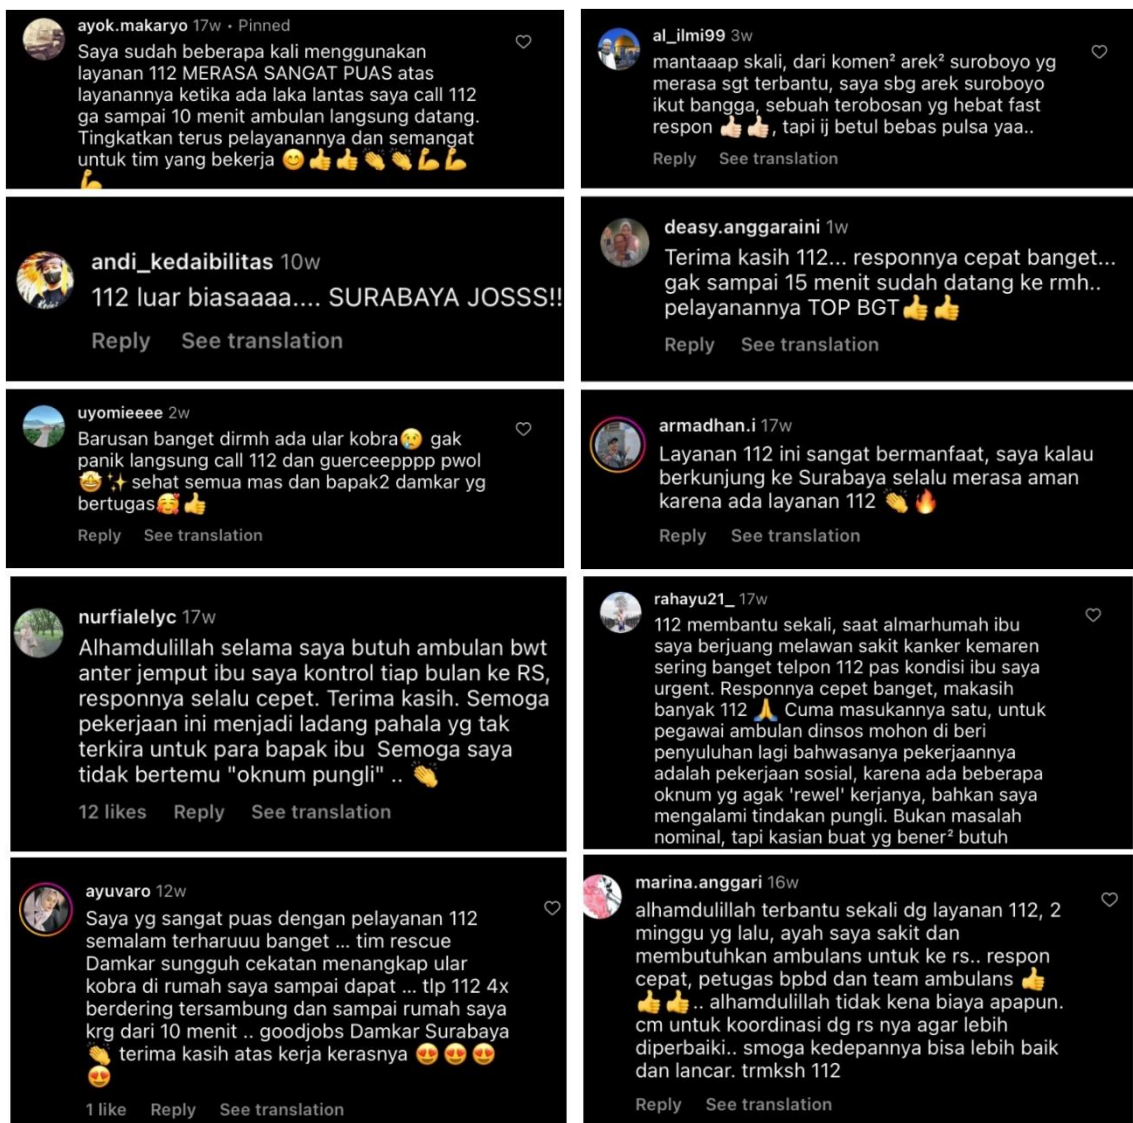 ayok.makaryo 17w • Pinned
Saya sudah beberapa kali menggunakan
layanan 112 MERASA SANGAT PUAS atas
layanannya ketika ada laka lantas saya call 112
ga sampai 10 menit ambulan langsung datang.
Tingkatkan terus pelayanannya dan semangat
untuk tim yang bekerja 😊👍👍👏👏💪💪
💪
al_ilmi99 3w
mantaaap skali, dari komen² arek² suroboyo yg
merasa sgt terbantu, saya sbg arek suroboyo
ikut bangga, sebuah terobosan yg hebat fast
respon 👍🏻👍🏻, tapi ij betul bebas pulsa yaa..
Reply See translation
andi_kedaibilitas 10w
112 luar biasaaaa.... SURABAYA JOSSS!!
Reply See translation
deasy.anggaraini 1w
Terima kasih 112... responnya cepat banget...
gak sampai 15 menit sudah datang ke rmh..
pelayanannya TOP BGT👍👍
Reply See translation
uyomieeee 2w
Barusan banget dirmh ada ular kobra😢 gak
panik langsung call 112 dan guerceepppp pwol
🤩✨ sehat semua mas dan bapak2 damkar yg
bertugas🥰👍
Reply See translation
armadhan.i 17w
Layanan 112 ini sangat bermanfaat, saya kalau
berkunjung ke Surabaya selalu merasa aman
karena ada layanan 112 👏🔥
Reply See translation
nurfialelyc 17w
Alhamdulillah selama saya butuh ambulan bwt
anter jemput ibu saya kontrol tiap bulan ke RS,
responnya selalu cepet. Terima kasih. Semoga
pekerjaan ini menjadi ladang pahala yg tak
terkira untuk para bapak ibu Semoga saya
tidak bertemu "oknum pungli" .. 👏
12 likes Reply See translation
rahayu21_ 17w
112 membantu sekali, saat almarhumah ibu
saya berjuang melawan sakit kanker kemaren
sering banget telpon 112 pas kondisi ibu saya
urgent. Responnya cepet banget, makasih
banyak 112 🙏 Cuma masukannya satu, untuk
pegawai ambulan dinsos mohon di beri
penyuluhan lagi bahwasanya pekerjaannya
adalah pekerjaan sosial, karena ada beberapa
oknum yg agak 'rewel' kerjanya, bahkan saya
mengalami tindakan pungli. Bukan masalah
nominal, tapi kasian buat yg bener² butuh
ayuvaro 12w
Saya yg sangat puas dengan pelayanan 112
semalam terharuuu banget ... tim rescue
Damkar sungguh cekatan menangkap ular
kobra di rumah saya sampai dapat ... tlp 112 4x
berdering tersambung dan sampai rumah saya
krg dari 10 menit .. goodjobs Damkar Surabaya
👏 terima kasih atas kerja kerasnya 😍😍😍
😍
1 like Reply See translation
marina.anggari 16w
alhamdulillah terbantu sekali dg layanan 112, 2
minggu yg lalu, ayah saya sakit dan
membutuhkan ambulans untuk ke rs.. respon
cepat, petugas bpbd dan team ambulans 👍
👍👍.. alhamdulillah tidak kena biaya apapun.
cm untuk koordinasi dg rs nya agar lebih
diperbaiki.. smoga kedepannya bisa lebih baik
dan lancar. trmksh 112
Reply See translation